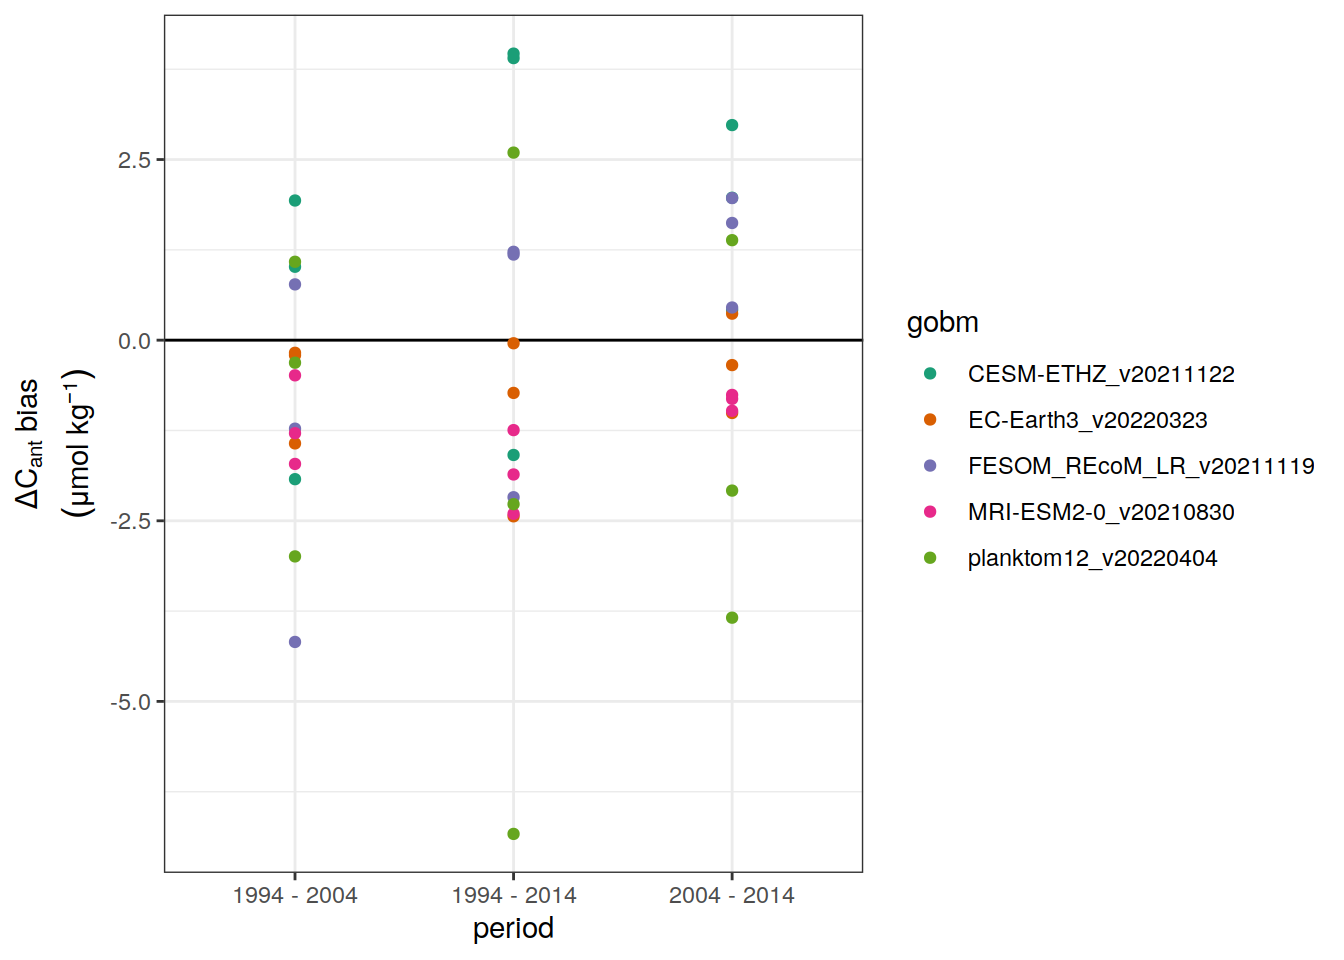 2.5
0.0
-2.5
-5.0
ΔCant bias
(μmol kg−1)
1994 - 2004
1994 - 2014
2004 - 2014
period
gobm
CESM-ETHZ_v20211122
EC-Earth3_v20220323
FESOM_REcoM_LR_v20211119
MRI-ESM2-0_v20210830
planktom12_v20220404